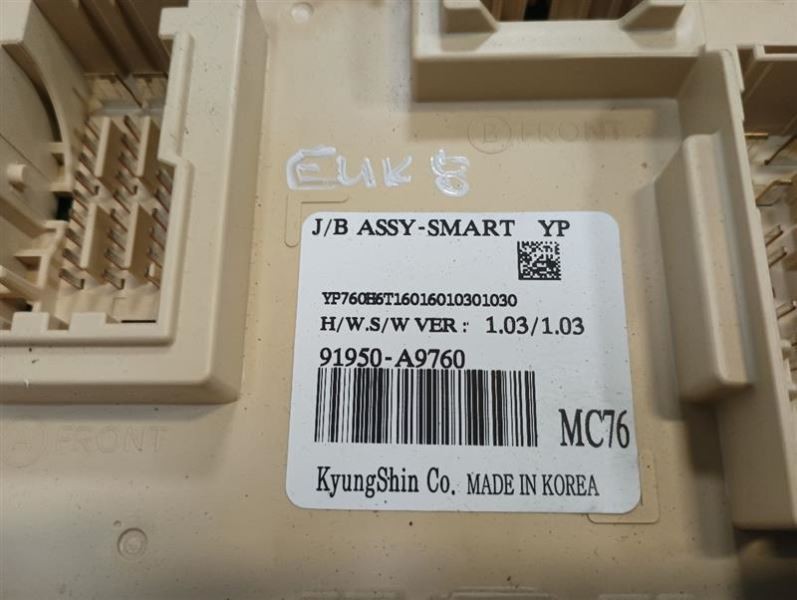 Ⓑ FRONT
EUK 8
J/B ASSY-SMART YP
YP760H6T16016010301030
H/W.S/W VER : 1.03/1.03
91950-A9760
MC76
FRONT
KyungShin Co. MADE IN KOREA